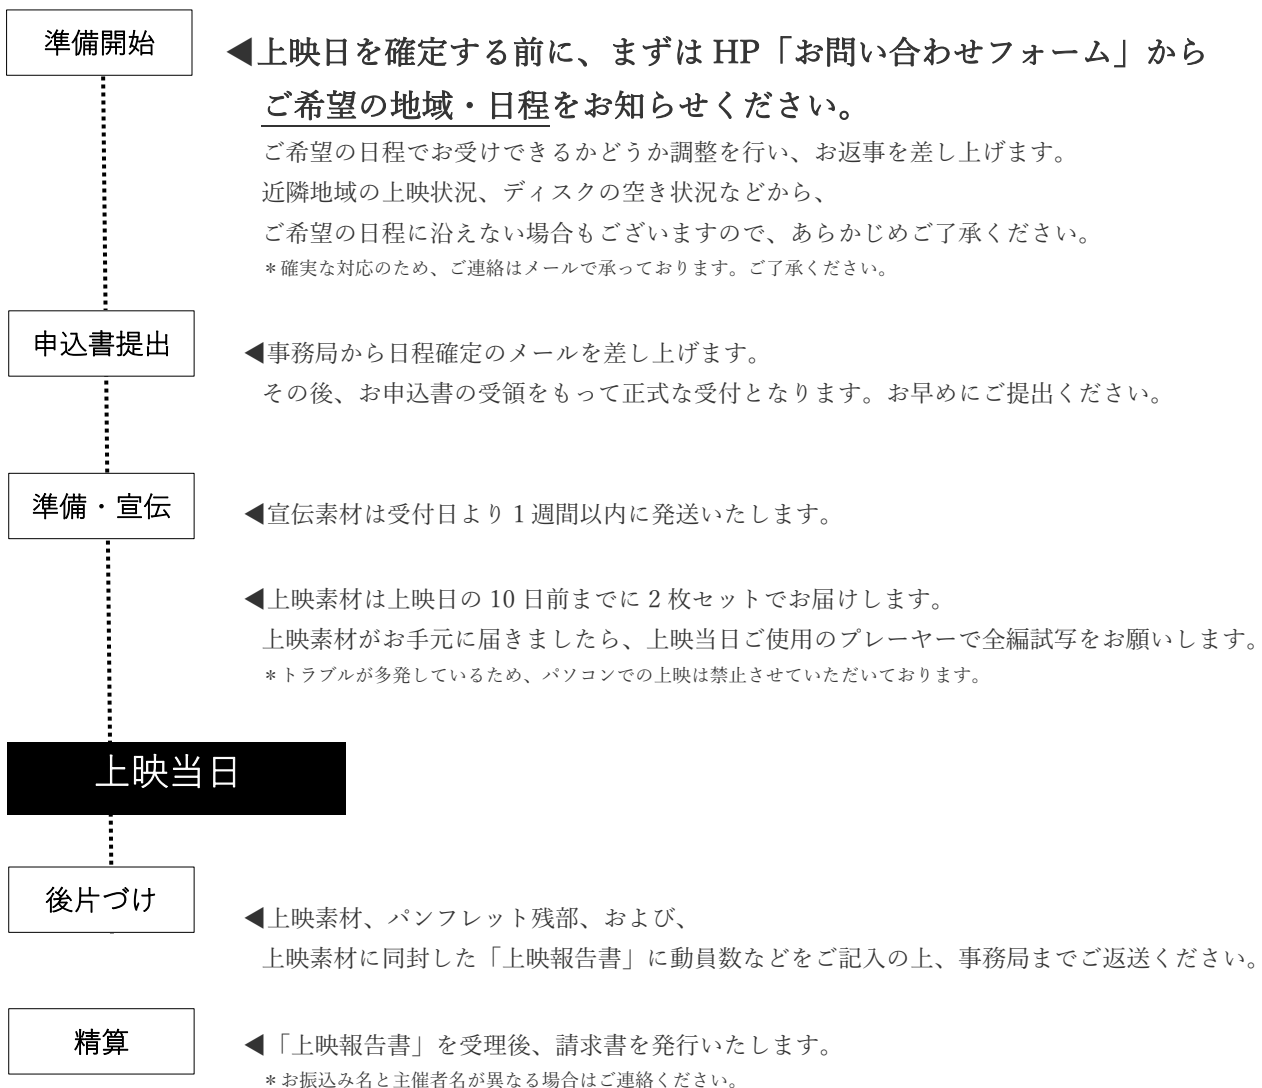 準備開始
◀上映日を確定する前に、まずは HP「お問い合わせフォーム」から
ご希望の地域・日程をお知らせください。
ご希望の日程でお受けできるかどうか調整を行い、お返事を差し上げます。
近隣地域の上映状況、ディスクの空き状況などから、
ご希望の日程に沿えない場合もございますので、あらかじめご了承ください。
＊確実な対応のため、ご連絡はメールで承っております。ご了承ください。
申込書提出
◀事務局から日程確定のメールを差し上げます。
その後、お申込書の受領をもって正式な受付となります。お早めにご提出ください。
準備・宣伝
◀宣伝素材は受付日より 1 週間以内に発送いたします。
◀上映素材は上映日の 10 日前までに 2 枚セットでお届けします。
上映素材がお手元に届きましたら、上映当日ご使用のプレーヤーで全編試写をお願いします。
＊トラブルが多発しているため、パソコンでの上映は禁止させていただいております。
上映当日
後片づけ
◀上映素材、パンフレット残部、および、
上映素材に同封した「上映報告書」に動員数などをご記入の上、事務局までご返送ください。
精算
◀「上映報告書」を受理後、請求書を発行いたします。
＊お振込み名と主催者名が異なる場合はご連絡ください。